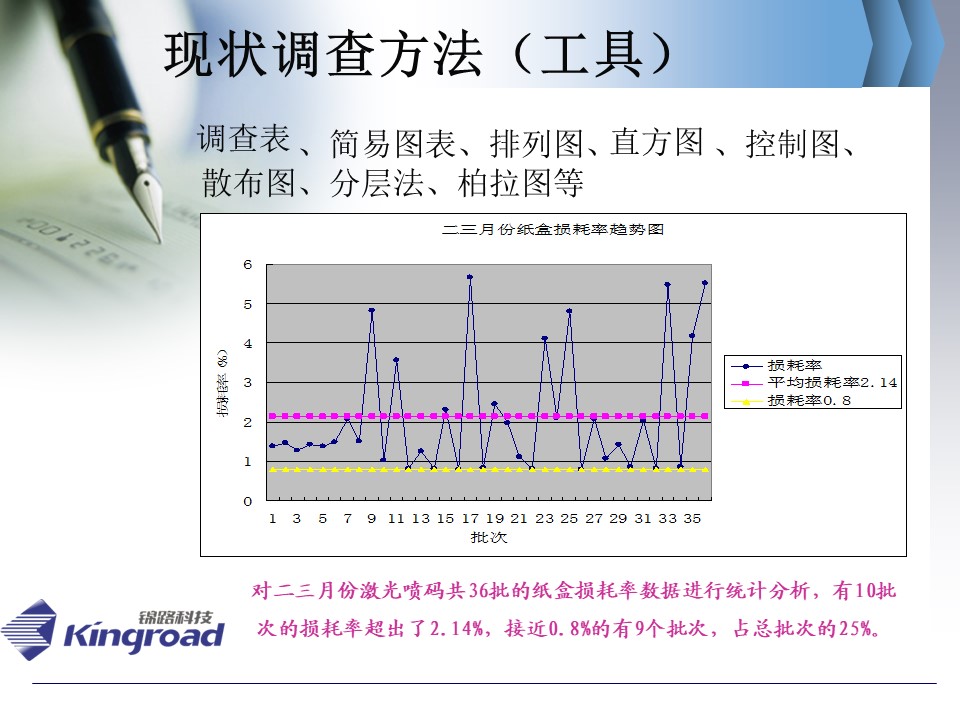 现状调查方法（工具）
调查表、简易图表、排列图、直方图、控制图、
散布图、分层法、柏拉图等
二三月份纸盒损耗率趋势图
6
5
4
3
2
1
0
损耗率(%)
1 3 5 7 9 11 13 15 17 19 21 23 25 27 29 31 33 35
批次
损耗率
平均损耗率2.14
损耗率0.8
对二三月份激光喷码共36批的纸盒损耗率数据进行统计分析，有10批
次的损耗率超出了2.14%，接近0.8%的有9个批次，占总批次的25%。
锦路科技
Kingroad